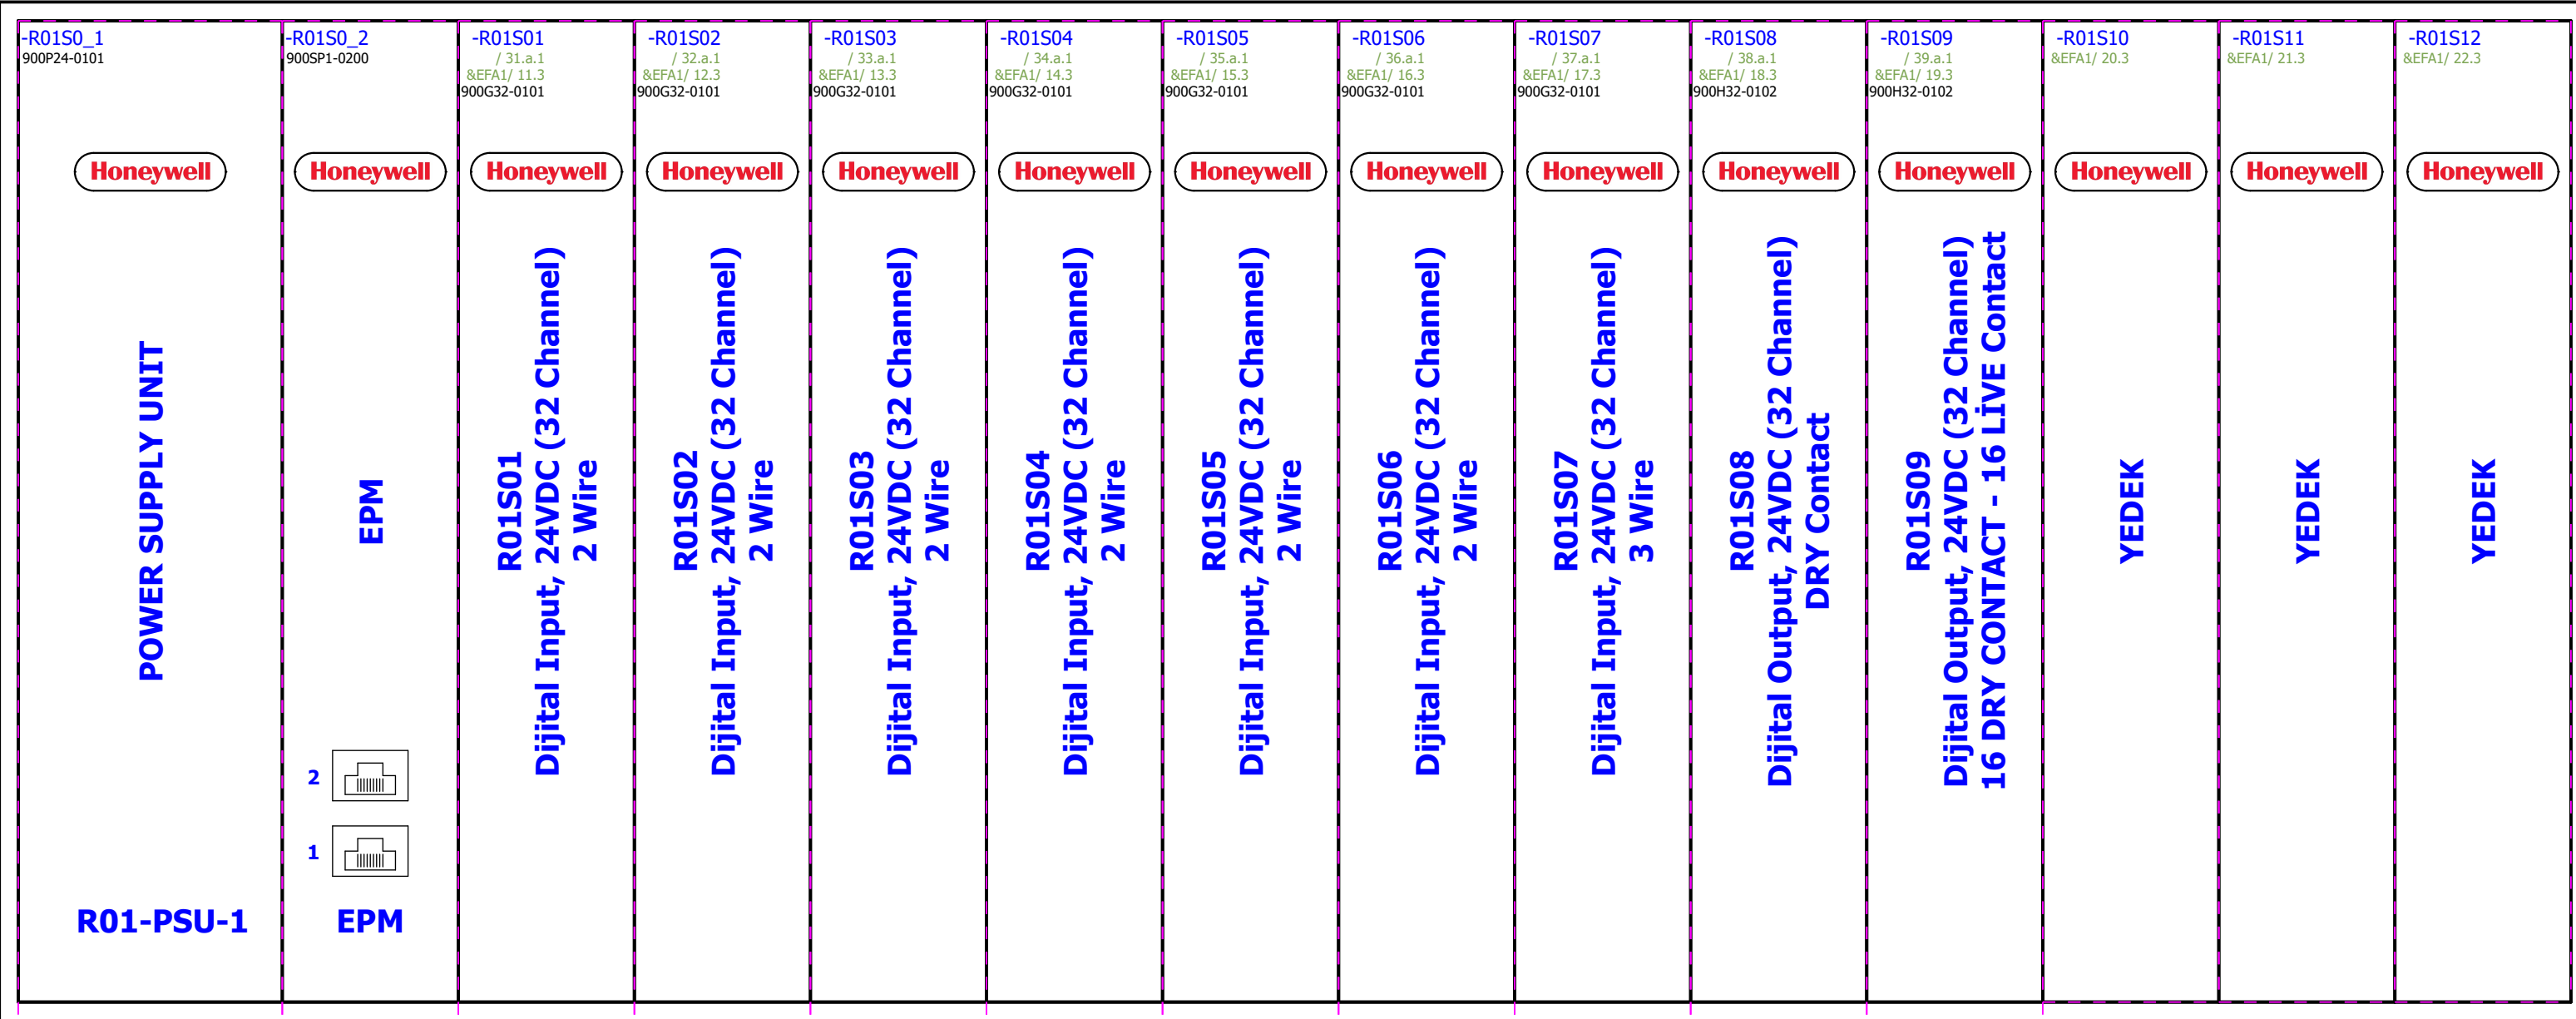 -R01S0_1
900P24-0101
Honeywell
POWER SUPPLY UNIT
R01-PSU-1
-R01S0_2
900SP1-0200
Honeywell
EPM
2
1
EPM
-R01S01
/ 31.a.1
&EFA1/ 11.3
900G32-0101
Honeywell
R01S01
Dijital Input, 24VDC (32 Channel)
2 Wire
-R01S02
/ 32.a.1
&EFA1/ 12.3
900G32-0101
Honeywell
R01S02
Dijital Input, 24VDC (32 Channel)
2 Wire
-R01S03
/ 33.a.1
&EFA1/ 13.3
900G32-0101
Honeywell
R01S03
Dijital Input, 24VDC (32 Channel)
2 Wire
-R01S04
/ 34.a.1
&EFA1/ 14.3
900G32-0101
Honeywell
R01S04
Dijital Input, 24VDC (32 Channel)
2 Wire
-R01S05
/ 35.a.1
&EFA1/ 15.3
900G32-0101
Honeywell
R01S05
Dijital Input, 24VDC (32 Channel)
2 Wire
-R01S06
/ 36.a.1
&EFA1/ 16.3
900G32-0101
Honeywell
R01S06
Dijital Input, 24VDC (32 Channel)
2 Wire
-R01S07
/ 37.a.1
&EFA1/ 17.3
900G32-0101
Honeywell
R01S07
Dijital Input, 24VDC (32 Channel)
3 Wire
-R01S08
/ 38.a.1
&EFA1/ 18.3
900H32-0102
Honeywell
R01S08
Dijital Output, 24VDC (32 Channel)
DRY Contact
-R01S09
/ 39.a.1
&EFA1/ 19.3
900H32-0102
Honeywell
R01S09
Dijital Output, 24VDC (32 Channel)
16 DRY CONTACT - 16 LİVE Contact
-R01S10
&EFA1/ 20.3
Honeywell
YEDEK
-R01S11
&EFA1/ 21.3
Honeywell
YEDEK
-R01S12
&EFA1/ 22.3
Honeywell
YEDEK